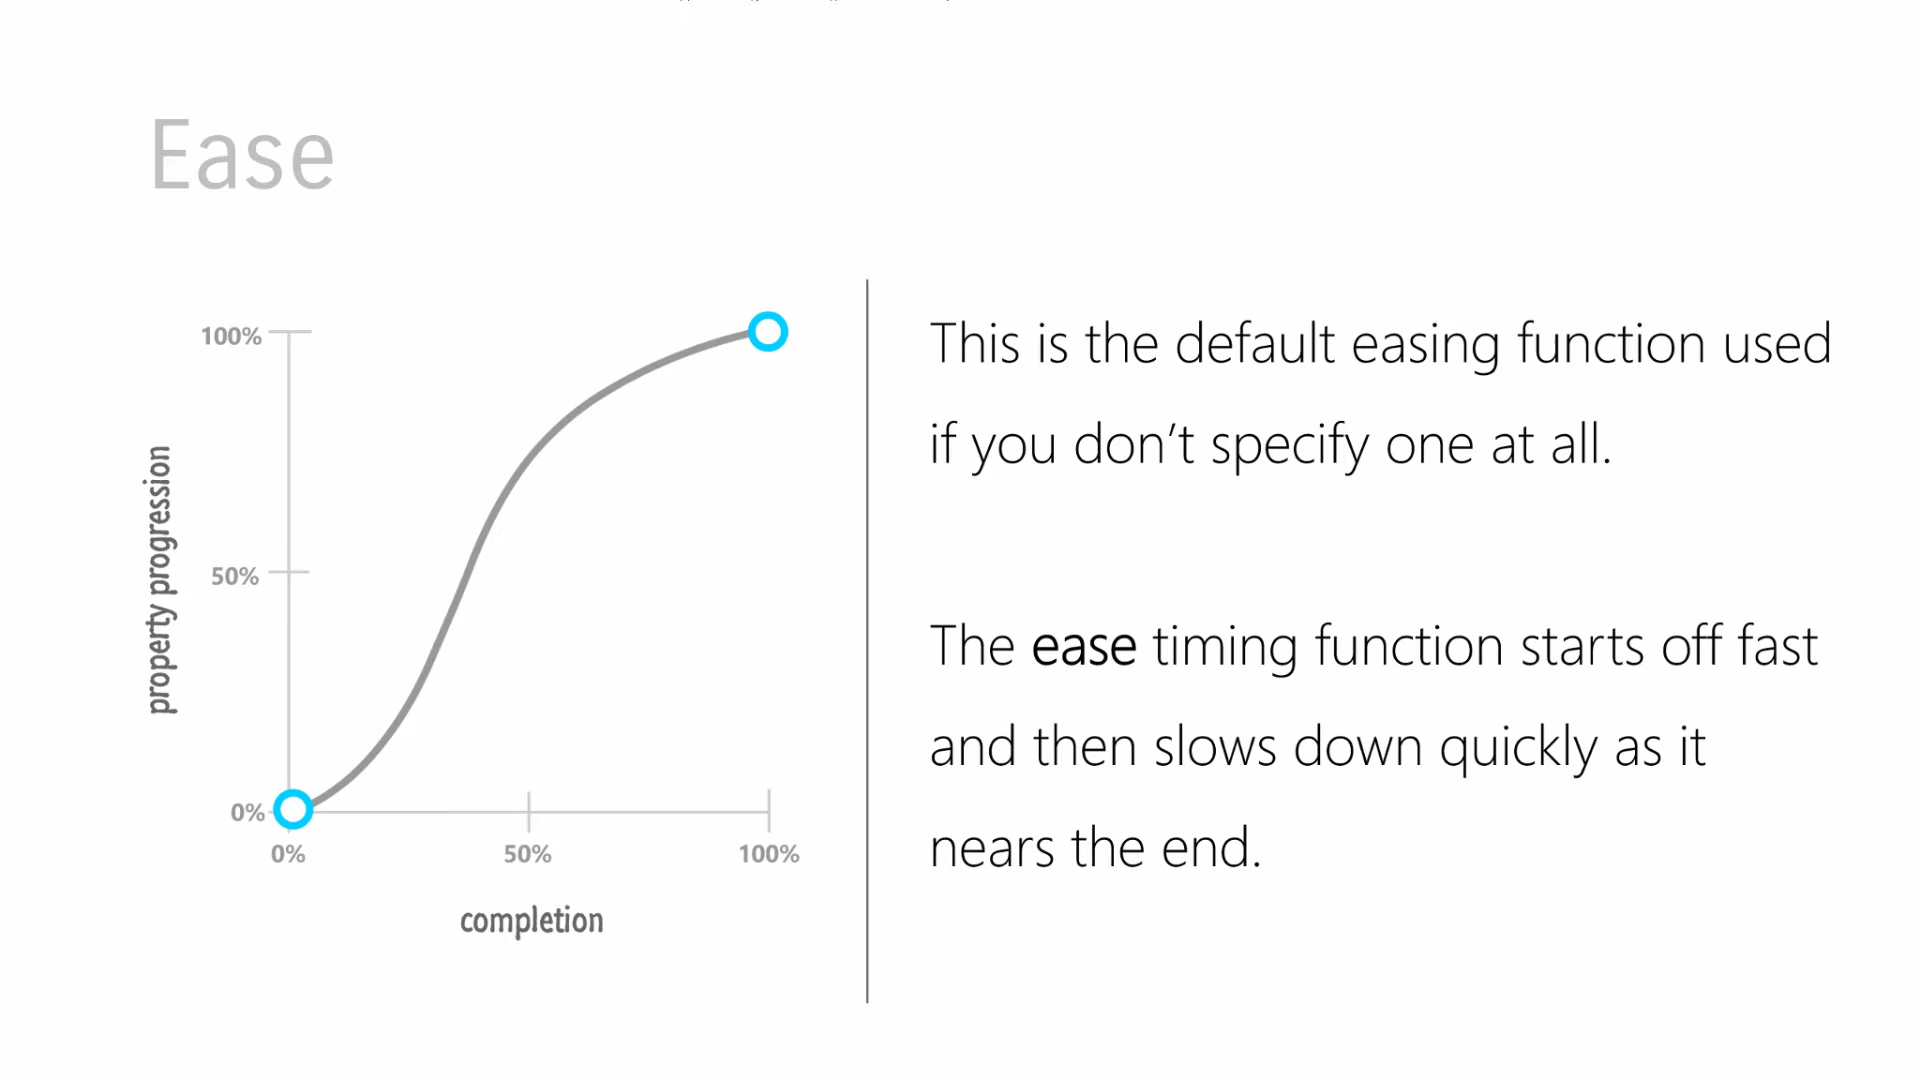 Ease
100%
50%
0%
property progression
0%
50%
100%
completion
This is the default easing function used
if you don’t specify one at all.
The ease timing function starts off fast
and then slows down quickly as it
nears the end.